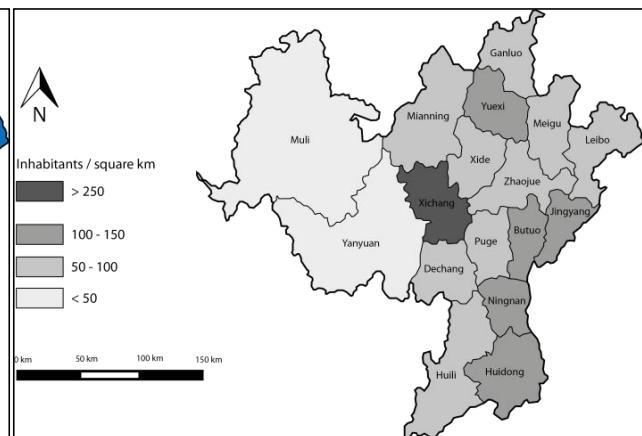 N
Inhabitants / square km
> 250
100 - 150
50 - 100
< 50
0 km
50 km
100 km
150 km
Ganluo
Yuexi
Mianning
Meigu
Leibo
Muli
Xide
Zhaojue
Xichang
Jingyang
Butuo
Yanyuan
Puge
Dechang
Ningnan
Huili
Huidong